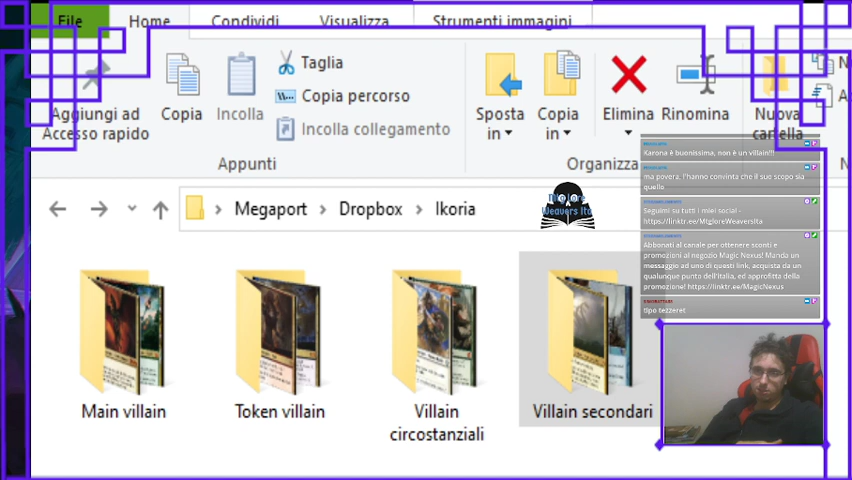 File Home Condividi Visualizza Strumenti immagini
Aggiungi ad
Accesso rapido
Copia
Incolla
Taglia
Copia percorso
Incolla collegamento
Sposta
in
Copia
in
Elimina
Rinomina
Nuova
cartella
Appunti
Organizza
Megaport Dropbox Ikoria
Mtg Lore
Weavers Ita
Karona è buonissima, non è un villain!!!
ma povera, l'hanno convinta che il suo scopo sia
quello
Seguimi su tutti i miei social -
https://linktr.ee/MtgloreWeaversIta
Abbonati al canale per ottenere sconti e
promozioni al negozio Magic Nexus! Manda un
messaggio ad uno di questi link, acquista da un
qualunque punto dell'italia, ed approfitta della
promozione! https://linktr.ee/MagicNexus
tipo tezzeret
Main villain
Token villain
Villain
circostanziali
Villain secondari